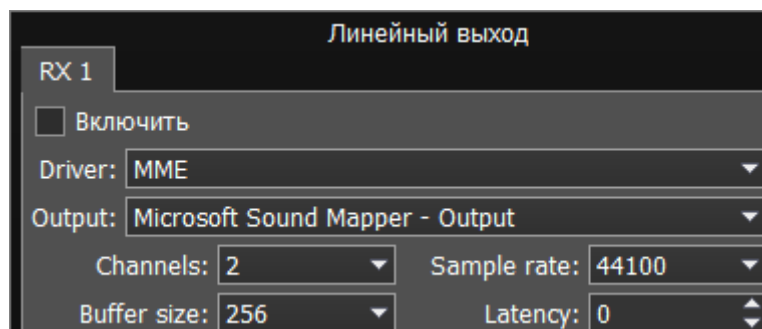 Линейный выход
RX 1
Включить
Driver: MME
Output: Microsoft Sound Mapper - Output
Channels: 2 Sample rate: 44100
Buffer size: 256 Latency: 0